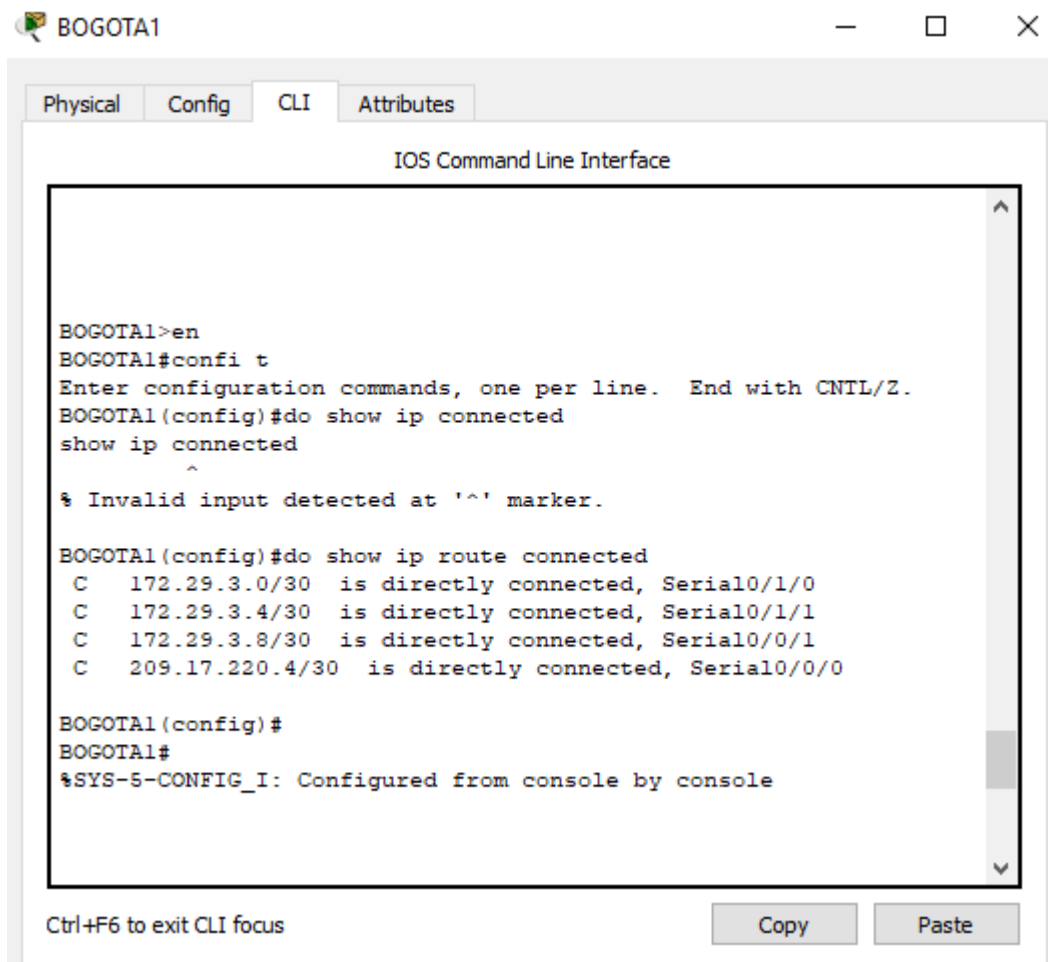 BOGOTA1
Physical Config CLI Attributes
IOS Command Line Interface
BOGOTA1>en
BOGOTA1#confi t
Enter configuration commands, one per line.  End with CNTL/Z.
BOGOTA1(config)#do show ip connected
show ip connected
         ^
% Invalid input detected at '^' marker.
BOGOTA1(config)#do show ip route connected
 C   172.29.3.0/30  is directly connected, Serial0/1/0
 C   172.29.3.4/30  is directly connected, Serial0/1/1
 C   172.29.3.8/30  is directly connected, Serial0/0/1
 C   209.17.220.4/30  is directly connected, Serial0/0/0
BOGOTA1(config)#
BOGOTA1#
%SYS-5-CONFIG_I: Configured from console by console
Ctrl+F6 to exit CLI focus
Copy Paste